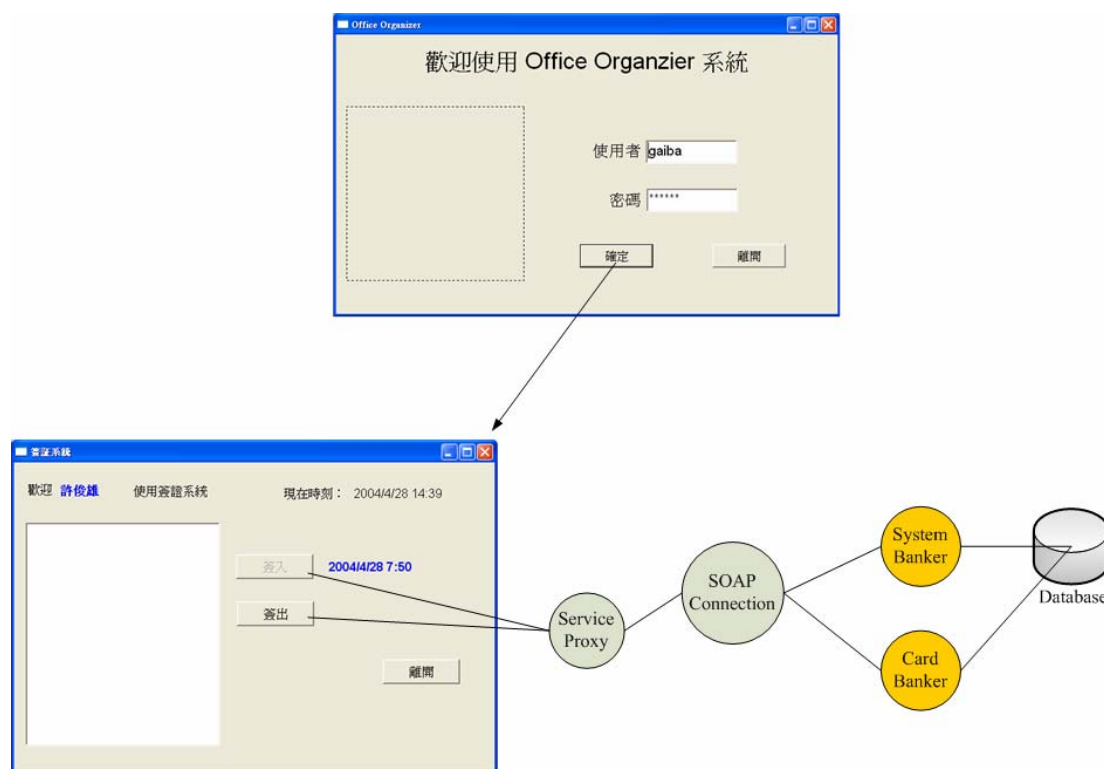 Office Organizer
歡迎使用 Office Organzier 系統
使用者 gaiba
密碼 ******
確定 離開
簽証系統
歡迎 許俊雄 使用簽證系統 現在時刻： 2004/4/28 14:39
簽入 2004/4/28 7:50
簽出
離開
Service
Proxy
SOAP
Connection
System
Banker
Card
Banker
Database